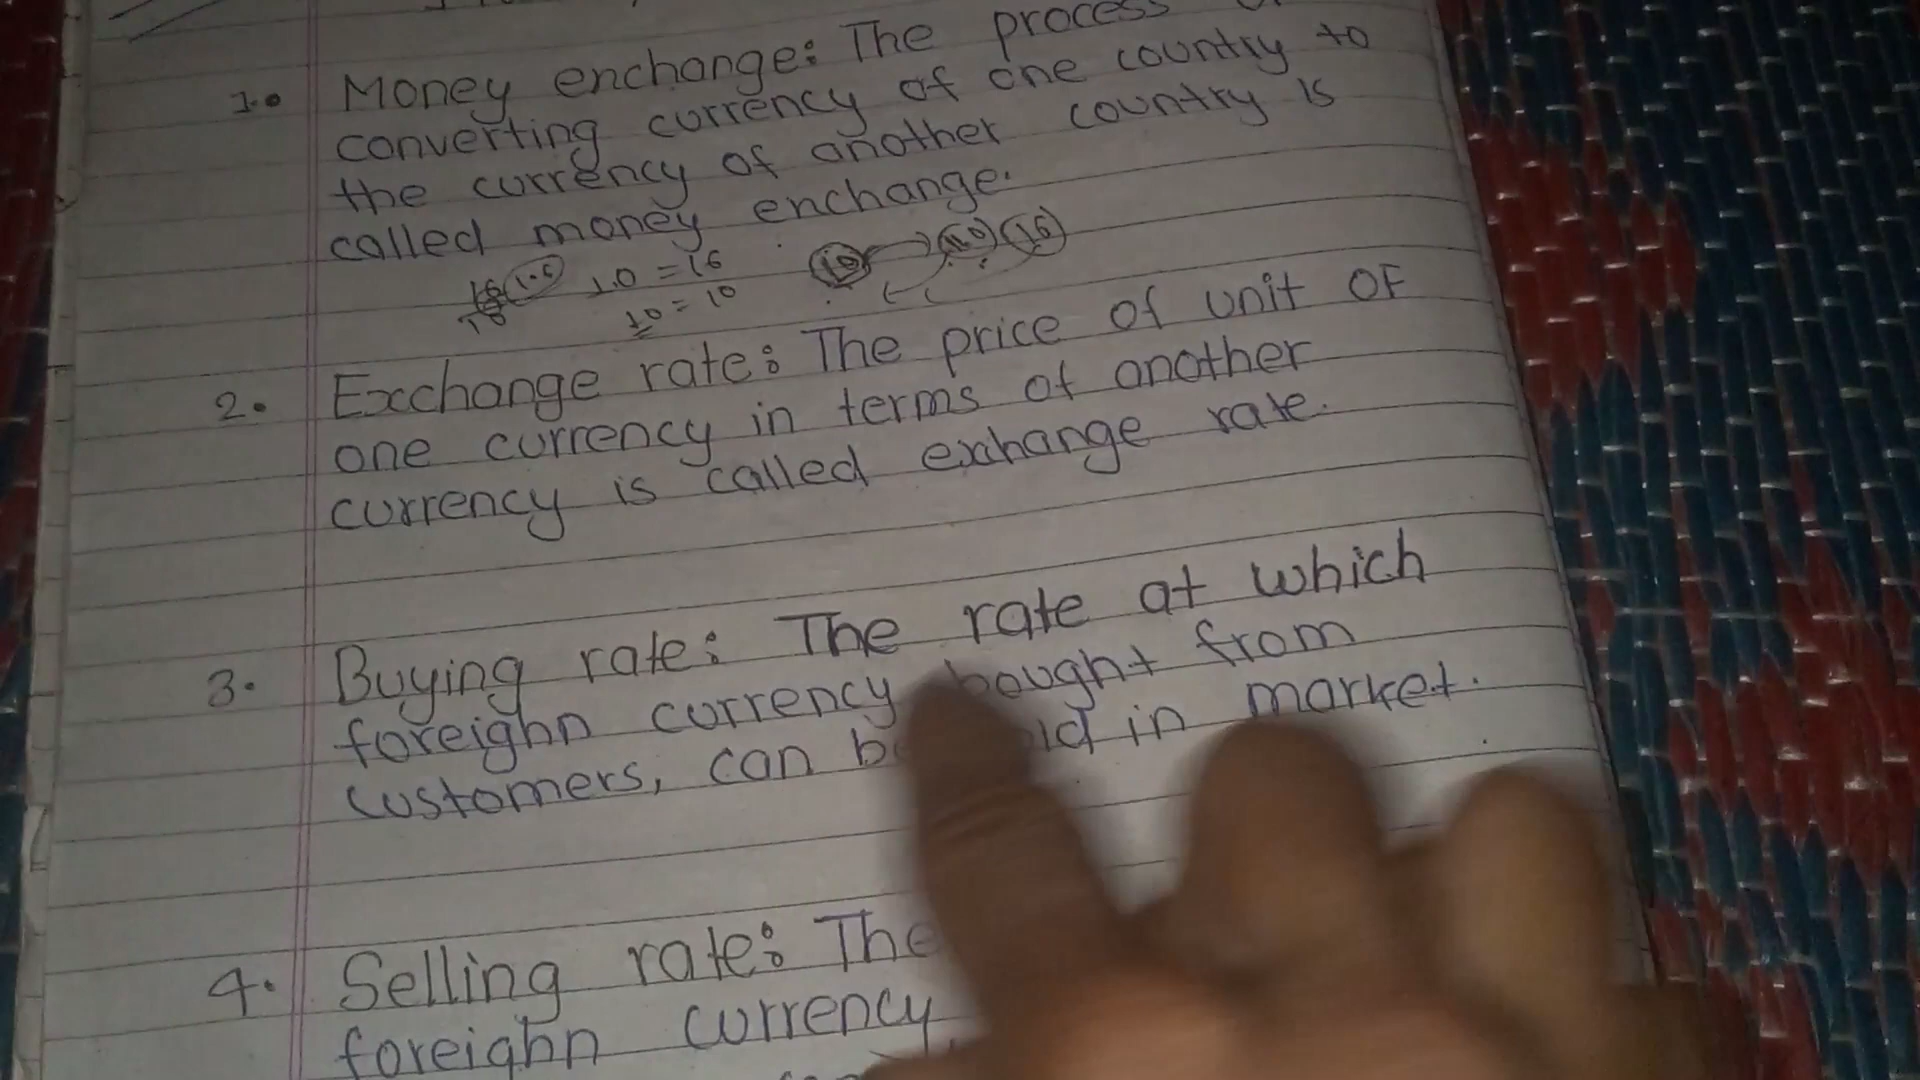 1. Money enchange: The process
converting currency of one country to
the currency of another country is
called money enchange.
1.0 = 16
10 = 10
2. Exchange rate: The price of unit OF
one currency in terms of another
currency is called exchange rate.
3. Buying rate: The rate at which
foreighn currency bought from
customers, can in market.
4. Selling rate: The
foreighn currency